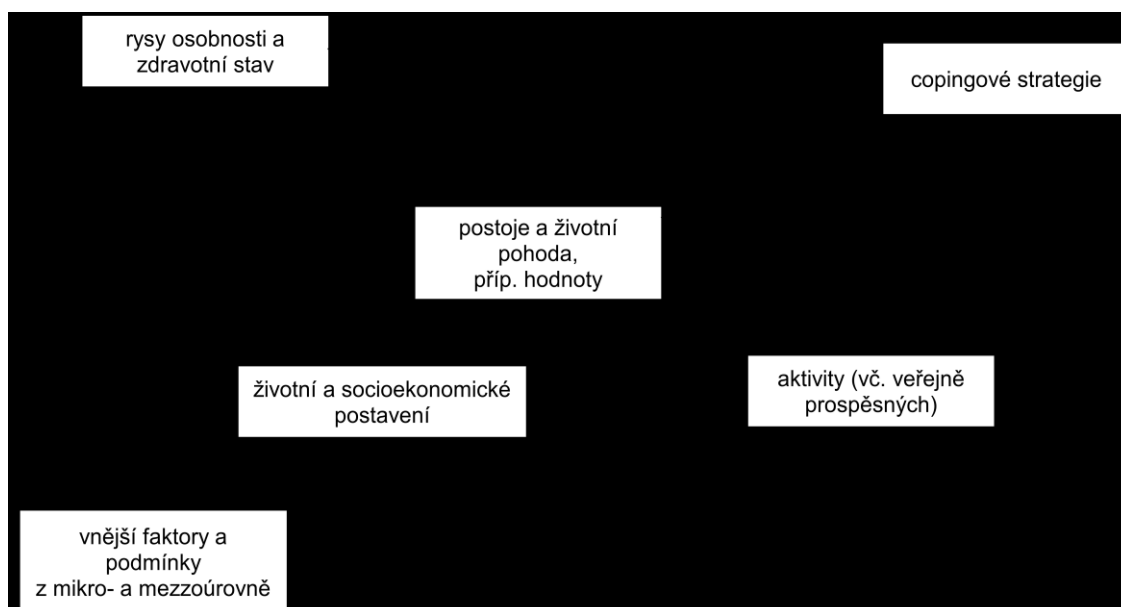 rysy osobnosti a
zdravotní stav
copingové strategie
postoje a životní
pohoda,
příp. hodnoty
životní a socioekonomické
postavení
aktivity (vč. veřejně
prospěsných)
vnější faktory a
podmínky
z mikro- a mezzoúrovně